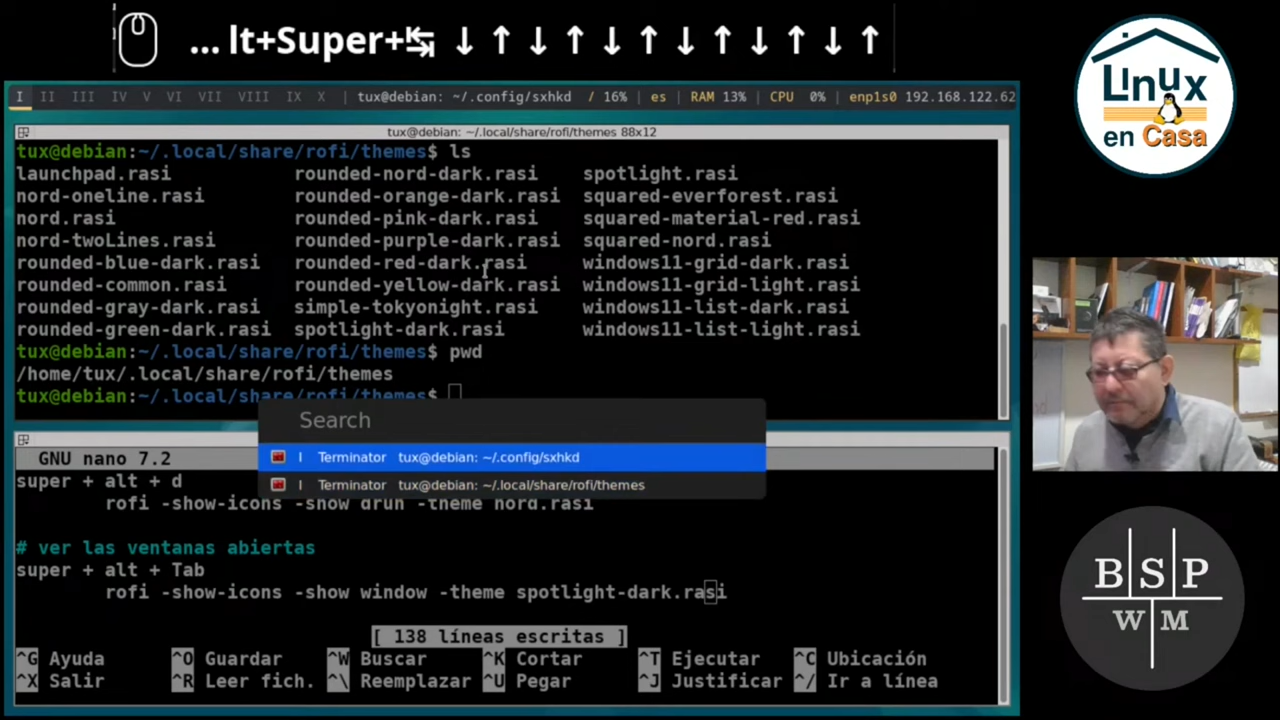 ... lt+Super+↹ ↓ ↑ ↓ ↑ ↓ ↑ ↓ ↑ ↓ ↑ ↓ ↑
LInux
en Casa
I II III IV V VI VII VIII IX X | tux@debian: ~/.config/sxhkd / 16% | es | RAM 13% | CPU 0% | enp1s0 192.168.122.62
tux@debian: ~/.local/share/rofi/themes 88x12
tux@debian:~/.local/share/rofi/themes$ ls
launchpad.rasi rounded-nord-dark.rasi spotlight.rasi
nord-oneline.rasi rounded-orange-dark.rasi squared-everforest.rasi
nord.rasi rounded-pink-dark.rasi squared-material-red.rasi
nord-twoLines.rasi rounded-purple-dark.rasi squared-nord.rasi
rounded-blue-dark.rasi rounded-red-dark.rasi windows11-grid-dark.rasi
rounded-common.rasi rounded-yellow-dark.rasi windows11-grid-light.rasi
rounded-gray-dark.rasi simple-tokyonight.rasi windows11-list-dark.rasi
rounded-green-dark.rasi spotlight-dark.rasi windows11-list-light.rasi
tux@debian:~/.local/share/rofi/themes$ pwd
/home/tux/.local/share/rofi/themes
tux@debian:~/.local/share/rofi/themes$
Search
I Terminator tux@debian: ~/.config/sxhkd
I Terminator tux@debian: ~/.local/share/rofi/themes
GNU nano 7.2
super + alt + d
rofi -show-icons -show drun -theme nord.rasi
# ver las ventanas abiertas
super + alt + Tab
rofi -show-icons -show window -theme spotlight-dark.rasi
[ 138 líneas escritas ]
^G Ayuda ^O Guardar ^W Buscar ^K Cortar ^T Ejecutar ^C Ubicación
^X Salir ^R Leer fich. ^\ Reemplazar ^U Pegar ^J Justificar ^/ Ir a línea
BSP
WM